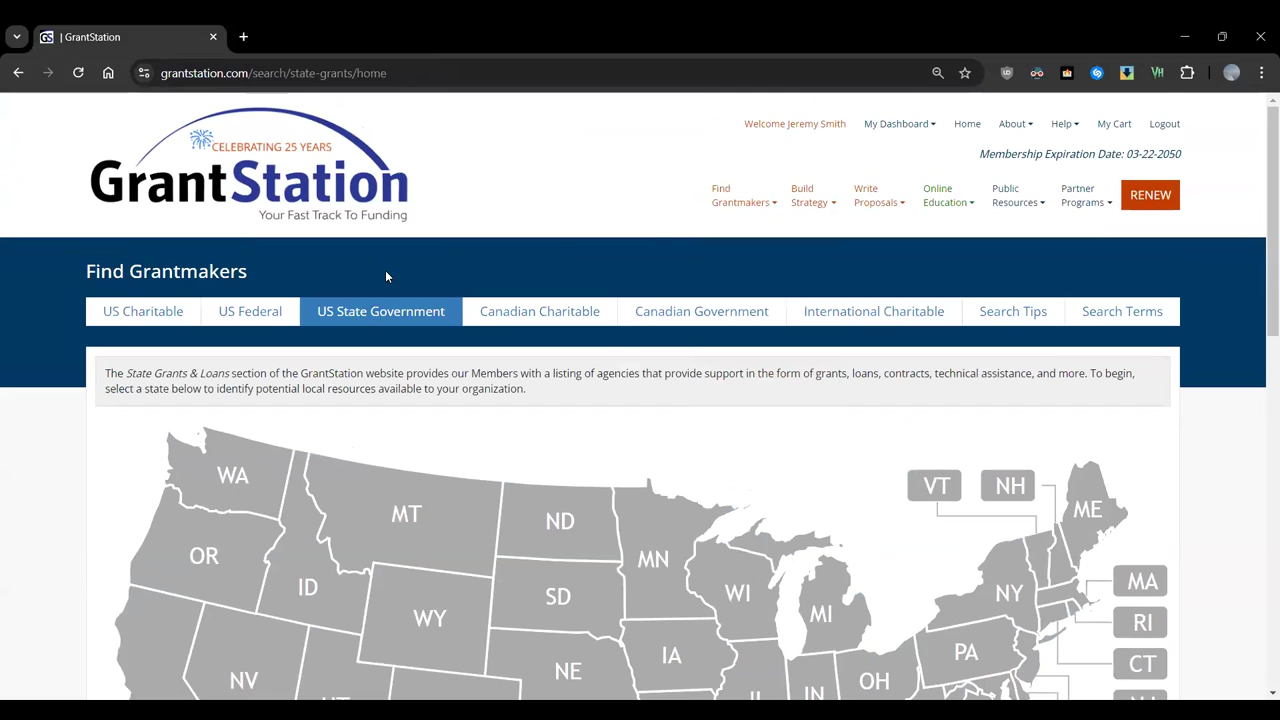 GS | GrantStation
grantstation.com/search/state-grants/home
CELEBRATING 25 YEARS
GrantStation
Your Fast Track To Funding
Welcome Jeremy Smith My Dashboard Home About Help My Cart Logout
Membership Expiration Date: 03-22-2050
Find Grantmakers
Build Strategy
Write Proposals
Online Education
Public Resources
Partner Programs
RENEW
Find Grantmakers
US Charitable US Federal US State Government Canadian Charitable Canadian Government International Charitable Search Tips Search Terms
The State Grants & Loans section of the GrantStation website provides our Members with a listing of agencies that provide support in the form of grants, loans, contracts, technical assistance, and more. To begin,
select a state below to identify potential local resources available to your organization.
WA
MT
ND
MN
VT
NH
ME
OR
ID
WY
SD
WI
MI
NY
MA
RI
CT
NV
NE
IA
OH
PA
IN